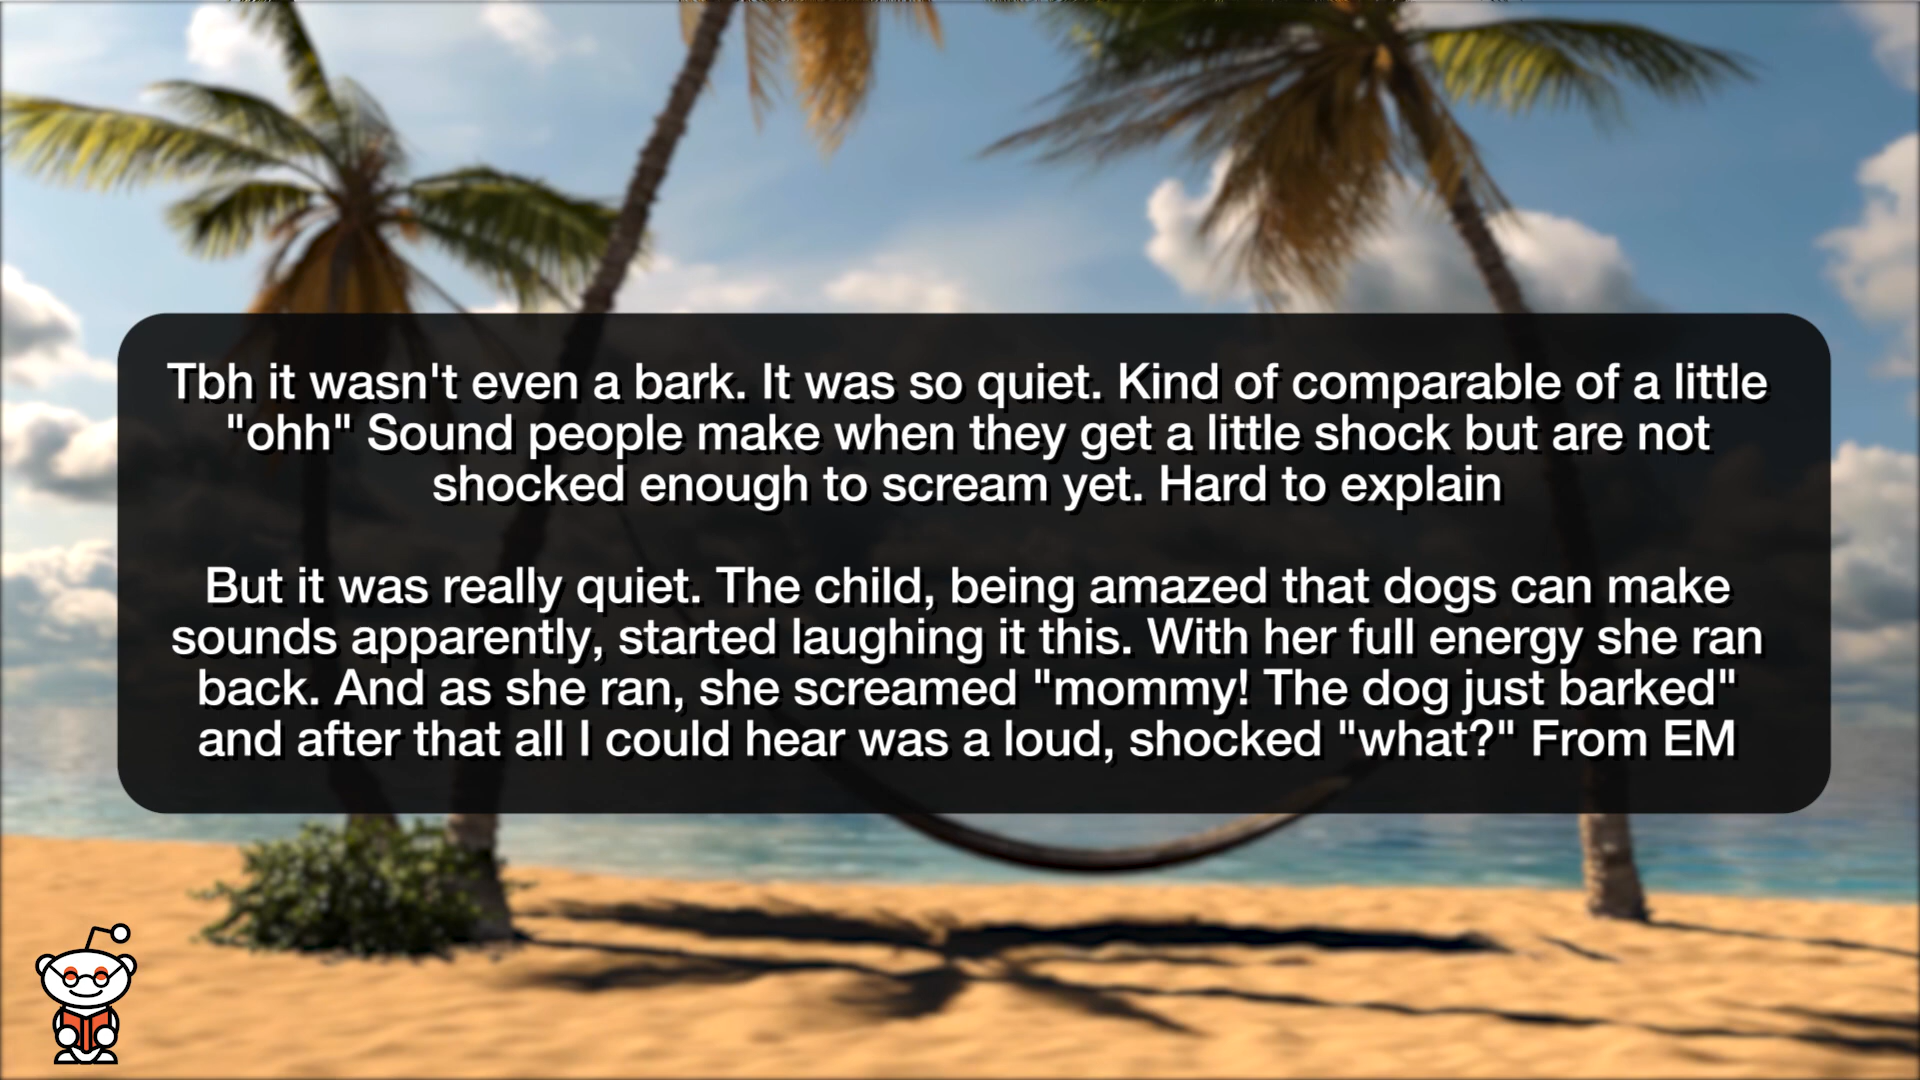 Tbh it wasn't even a bark. It was so quiet. Kind of comparable of a little
"ohh" Sound people make when they get a little shock but are not
shocked enough to scream yet. Hard to explain
But it was really quiet. The child, being amazed that dogs can make
sounds apparently, started laughing it this. With her full energy she ran
back. And as she ran, she screamed "mommy! The dog just barked"
and after that all I could hear was a loud, shocked "what?" From EM